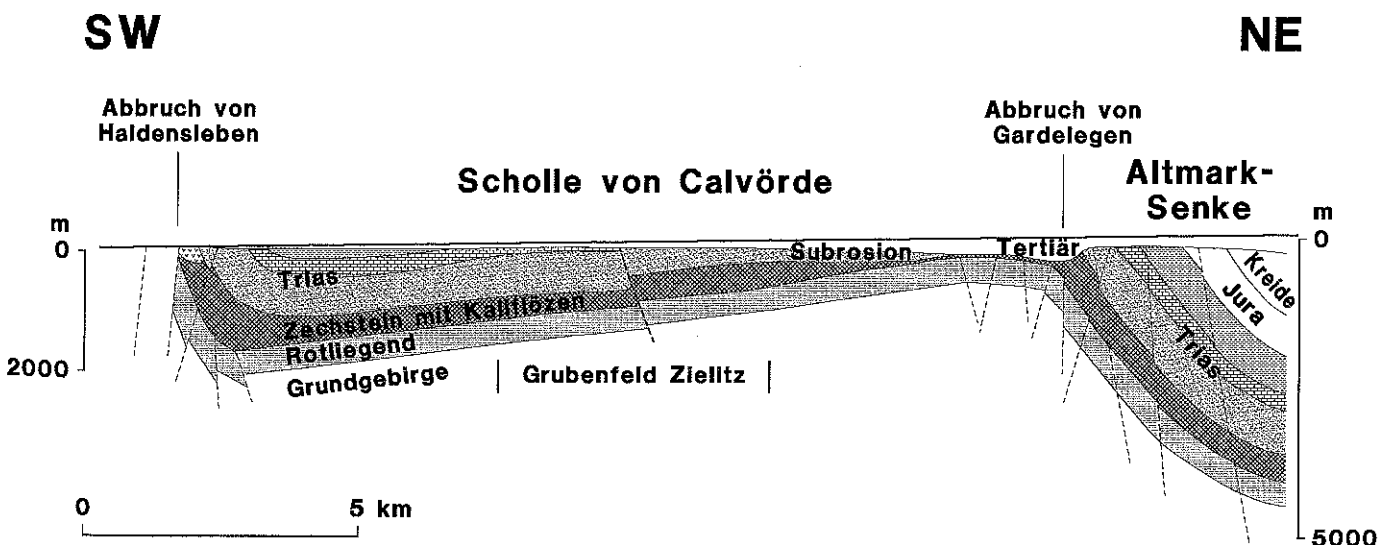 SW
NE
Abbruch von
Haldensleben
Abbruch von
Gardelegen
Scholle von Calvörde
Altmark-
Senke
m
m
0
0
Subrosion
Tertiär
Trias
Kreide
Jura
Zechstein mit Kaliflözen
Trias
Rotliegend
2000
Grundgebirge
Grubenfeld Zielitz
0
5 km
5000